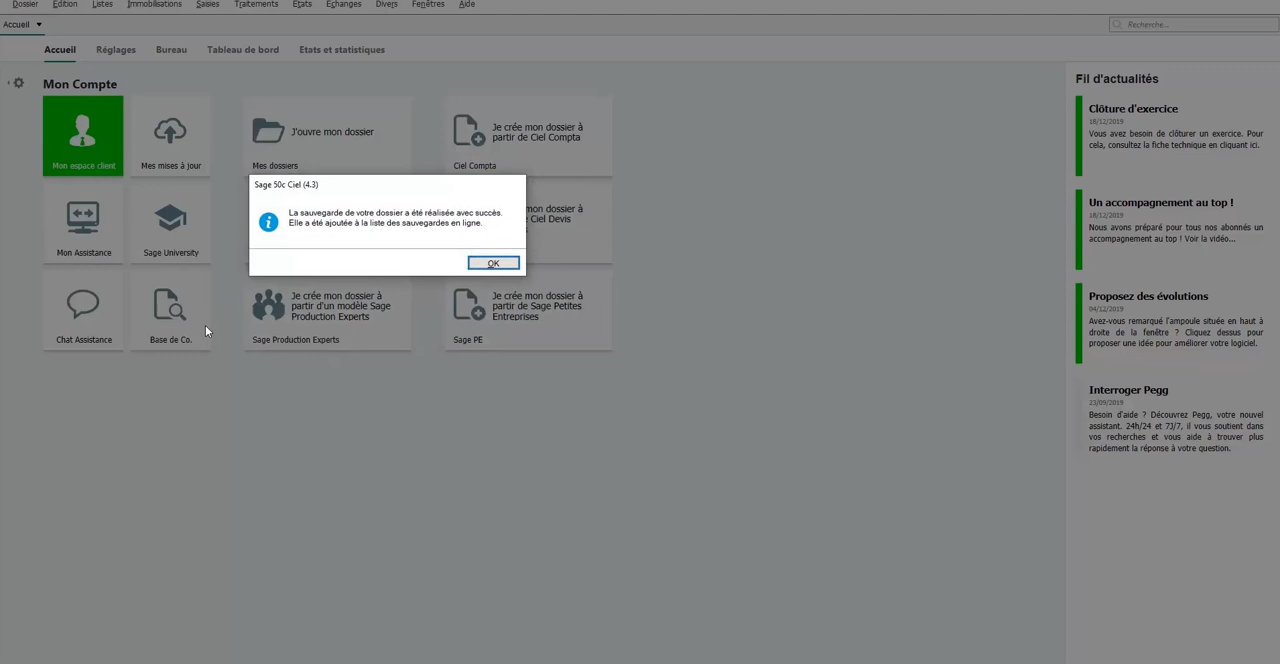 Dossier Edition Listes Immobilisations Saisies Traitements Etats Echanges Divers Fenêtres Aide
Accueil
Recherche...
Accueil Réglages Bureau Tableau de bord Etats et statistiques
Mon Compte
Mon espace client
Mes mises à jour
J'ouvre mon dossier
Mes dossiers
Je crée mon dossier à
partir de Ciel Compta
Ciel Compta
Mon Assistance
Sage University
dossier à
Ciel Devis
Sage 50c Ciel (4.3)
La sauvegarde de votre dossier a été réalisée avec succès.
Elle a été ajoutée à la liste des sauvegardes en ligne.
OK
Chat Assistance
Base de Co.
Je crée mon dossier à
partir d'un modèle Sage
Production Experts
Sage Production Experts
Je crée mon dossier à
partir de Sage Petites
Entreprises
Sage PE
Fil d'actualités
Clôture d'exercice
18/12/2019
Vous avez besoin de clôturer un exercice. Pour
cela, consultez la fiche technique en cliquant ici.
Un accompagnement au top !
18/12/2019
Nous avons préparé pour tous nos abonnés un
accompagnement au top ! Voir la vidéo...
Proposez des évolutions
04/12/2019
Avez-vous remarqué l'ampoule située en haut à
droite de la fenêtre ? Cliquez dessus pour
proposer une idée pour améliorer votre logiciel.
Interroger Pegg
23/09/2019
Besoin d'aide ? Découvrez Pegg, votre nouvel
assistant. 24h/24 et 7J/7, il vous soutient dans
vos recherches et vous aide à trouver plus
rapidement la réponse à votre question.